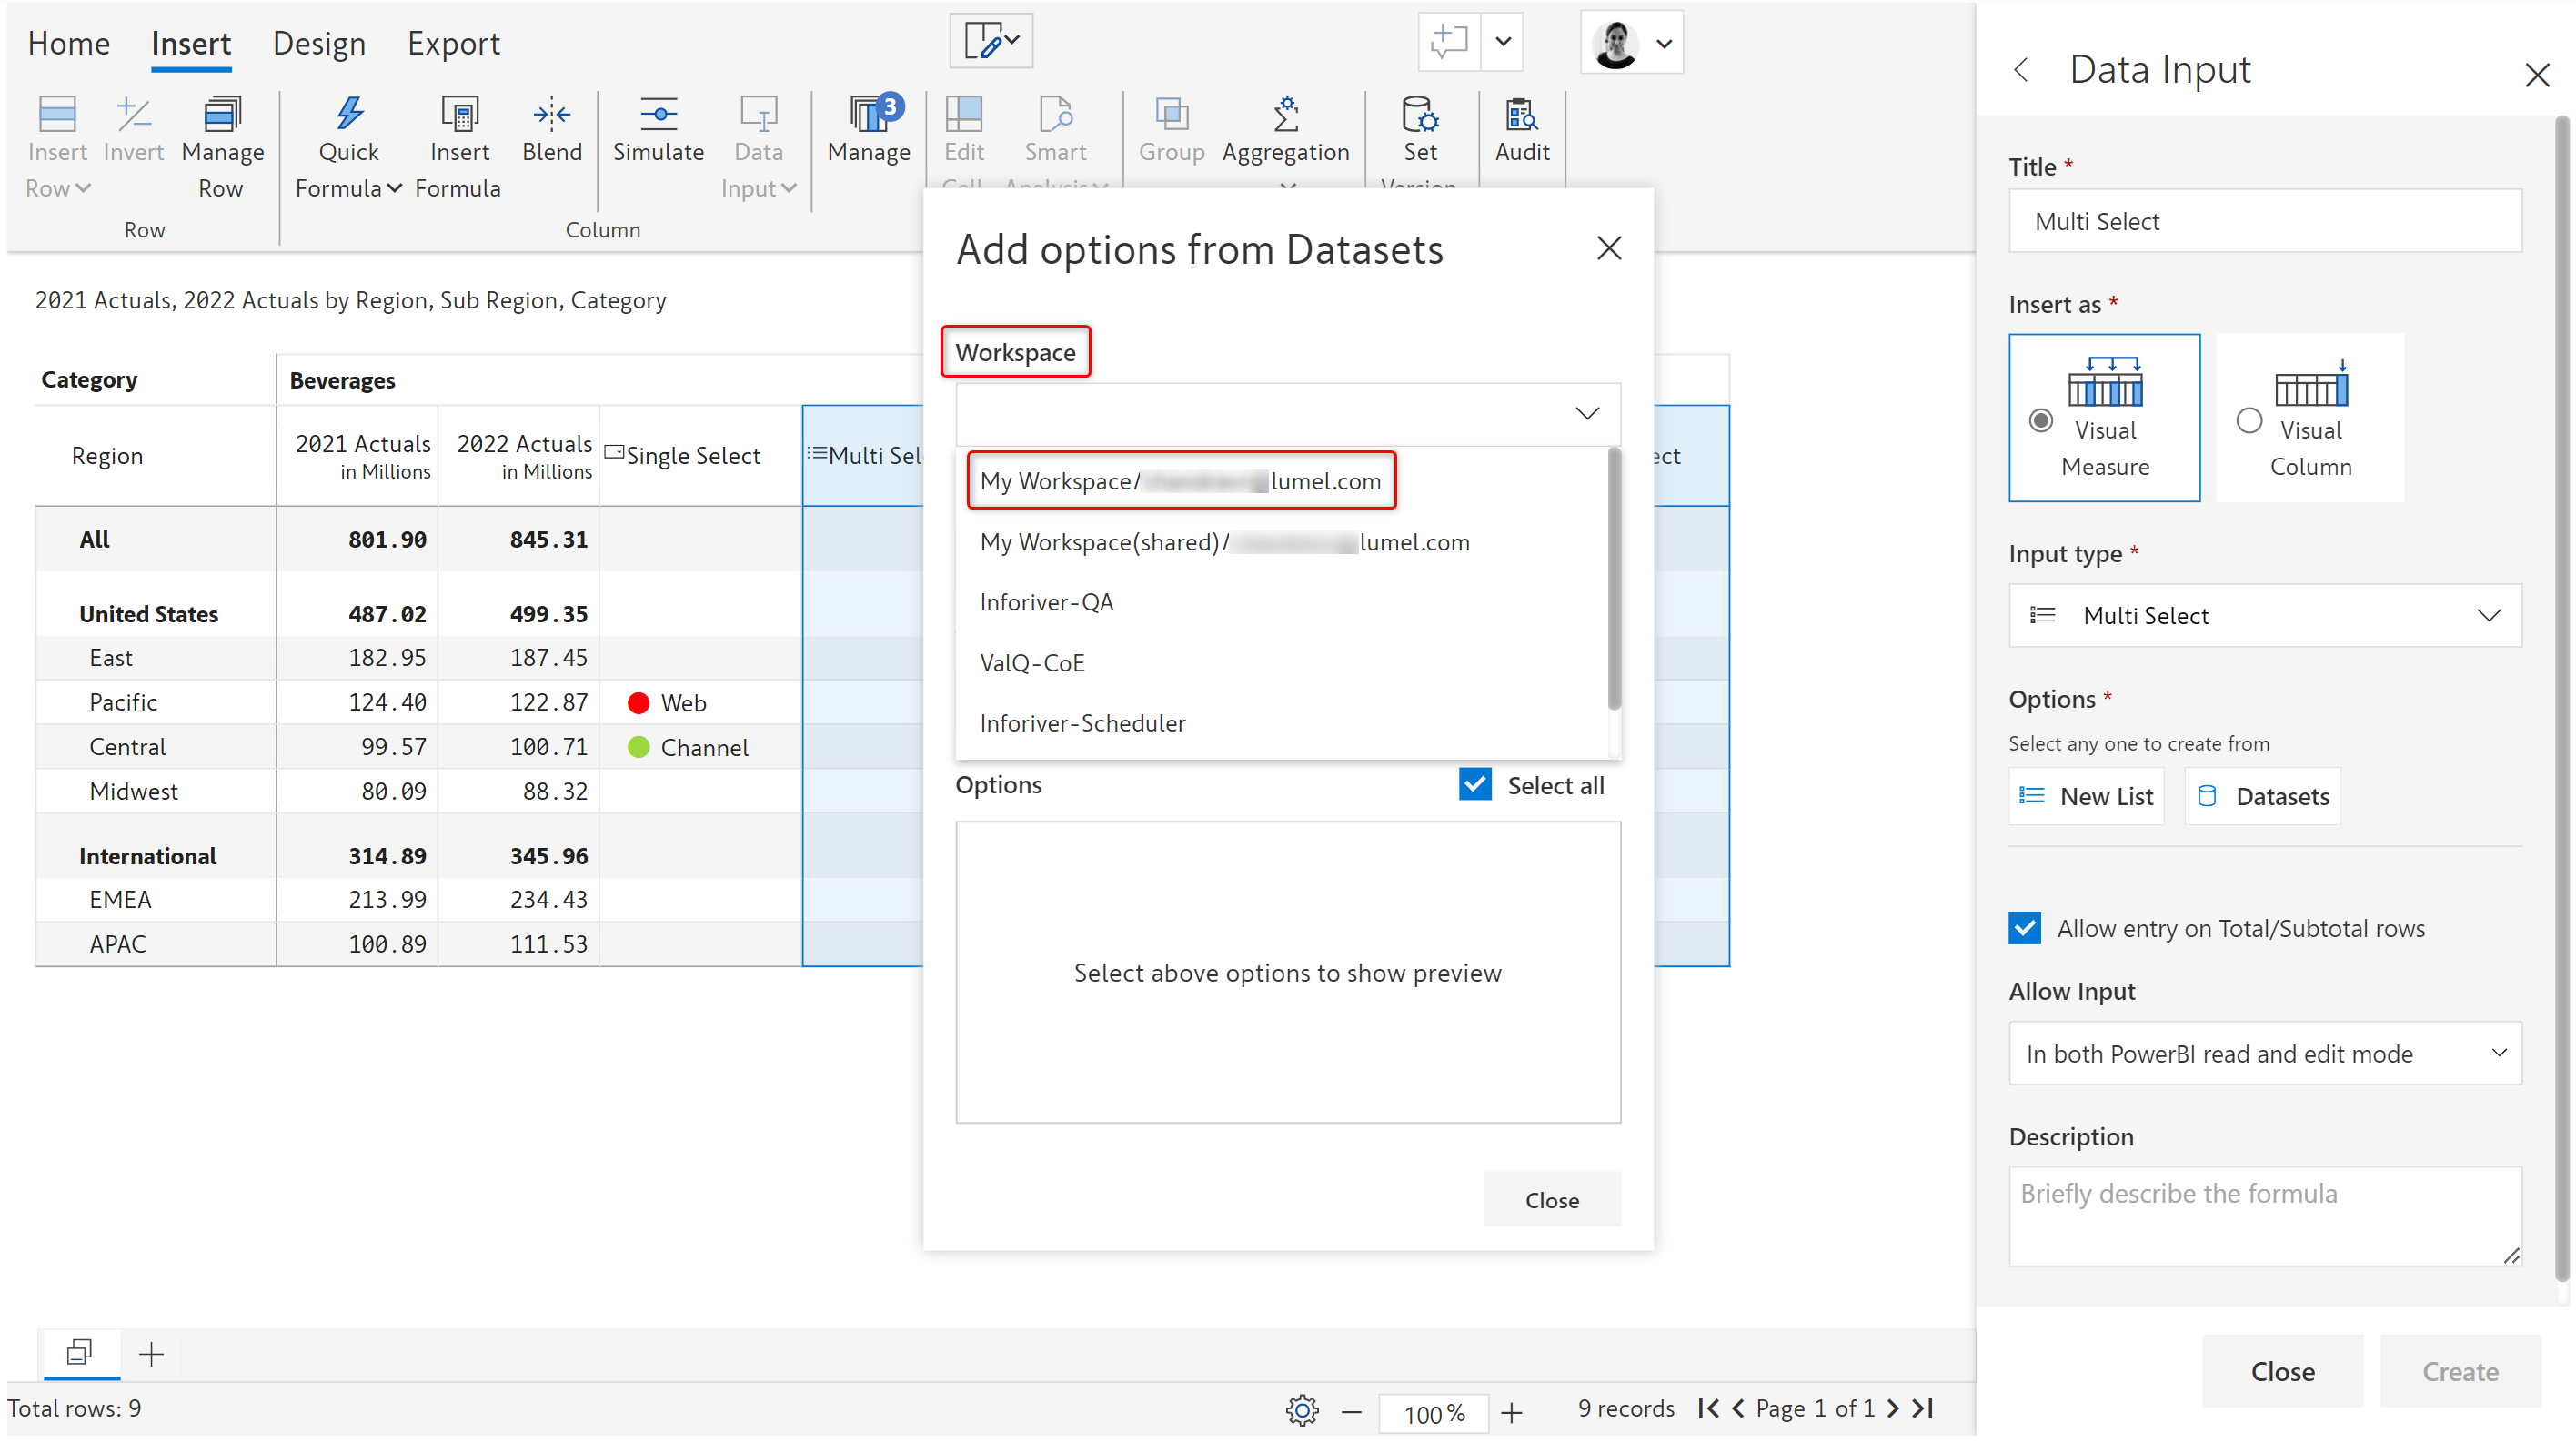 Home Insert Design Export
3
Insert Invert Manage Quick Insert Blend Simulate Data Manage Edit Smart Group Aggregation Set Audit
Row Row Formula Formula Input Cell Analysis Version
Row Column
2021 Actuals, 2022 Actuals by Region, Sub Region, Category
Category Beverages
Region 2021 Actuals 2022 Actuals Single Select Multi Sel ect
in Millions in Millions
All 801.90 845.31
United States 487.02 499.35
East 182.95 187.45
Pacific 124.40 122.87 Web
Central 99.57 100.71 Channel
Midwest 80.09 88.32
International 314.89 345.96
EMEA 213.99 234.43
APAC 100.89 111.53
Add options from Datasets
Workspace
My Workspace/ lumel.com
My Workspace(shared)/ lumel.com
Inforiver-QA
ValQ-CoE
Inforiver-Scheduler
Options Select all
Select above options to show preview
Close
Data Input
Title *
Multi Select
Insert as *
Visual Measure
Visual Column
Input type *
Multi Select
Options *
Select any one to create from
New List Datasets
Allow entry on Total/Subtotal rows
Allow Input
In both PowerBI read and edit mode
Description
Briefly describe the formula
Close Create
Total rows: 9 100% 9 records Page 1 of 1